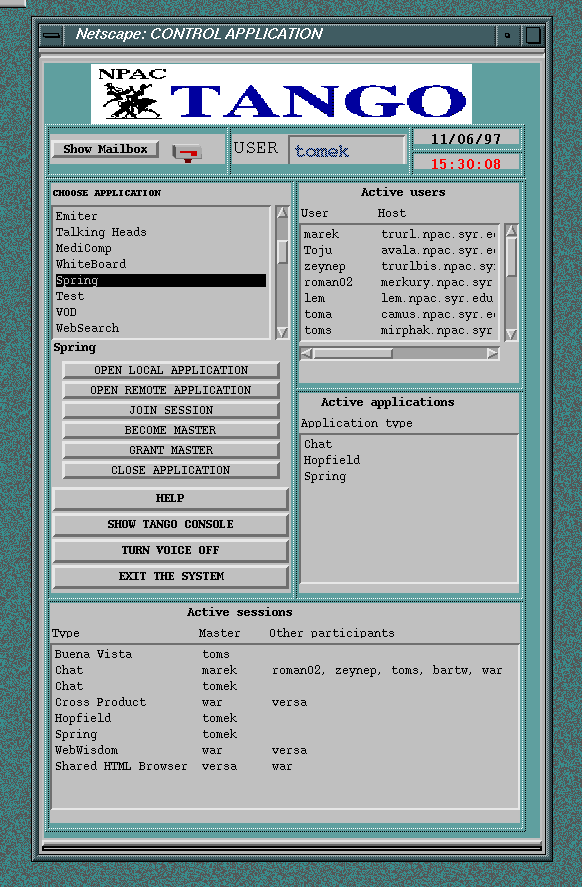 Netscape: CONTROL APPLICATION
NPAC
TANGO
Show Mailbox
USER
tomek
11/06/97
15:30:08
CHOOSE APPLICATION
Emiter
Talking Heads
MediComp
WhiteBoard
Spring
Test
VOD
WebSearch
Spring
OPEN LOCAL APPLICATION
OPEN REMOTE APPLICATION
JOIN SESSION
BECOME MASTER
GRANT MASTER
CLOSE APPLICATION
HELP
SHOW TANGO CONSOLE
TURN VOICE OFF
EXIT THE SYSTEM
Active users
User Host
marek trurl.npac.syr.e
Toju avala.npac.syr.e
zeynep trurlbis.npac.sy
roman02 merkury.npac.syr
lem lem.npac.syr.edu
toma camus.npac.syr.e
toms mirphak.npac.syr
Active applications
Application type
Chat
Hopfield
Spring
Active sessions
Type Master Other participants
Buena Vista toms
Chat marek roman02, zeynep, toms, bartw, war
Chat tomek
Cross Product war versa
Hopfield tomek
Spring tomek
WebWisdom war versa
Shared HTML Browser versa war